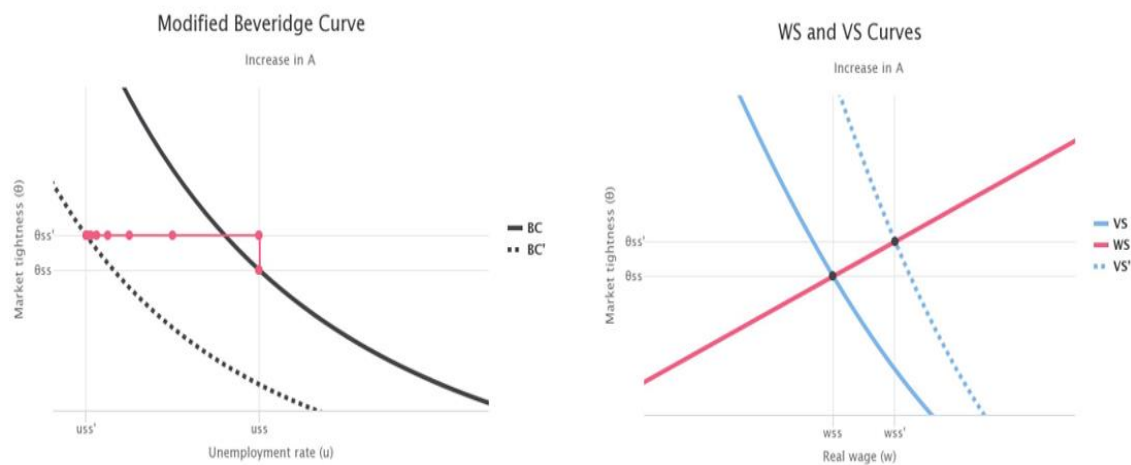 Modified Beveridge Curve
Increase in A
Market tightness (θ)
θss'
θss
uss'
uss
Unemployment rate (u)
BC
BC'
WS and VS Curves
Increase in A
Market tightness (θ)
θss'
θss
wss
wss'
Real wage (w)
VS
WS
VS'